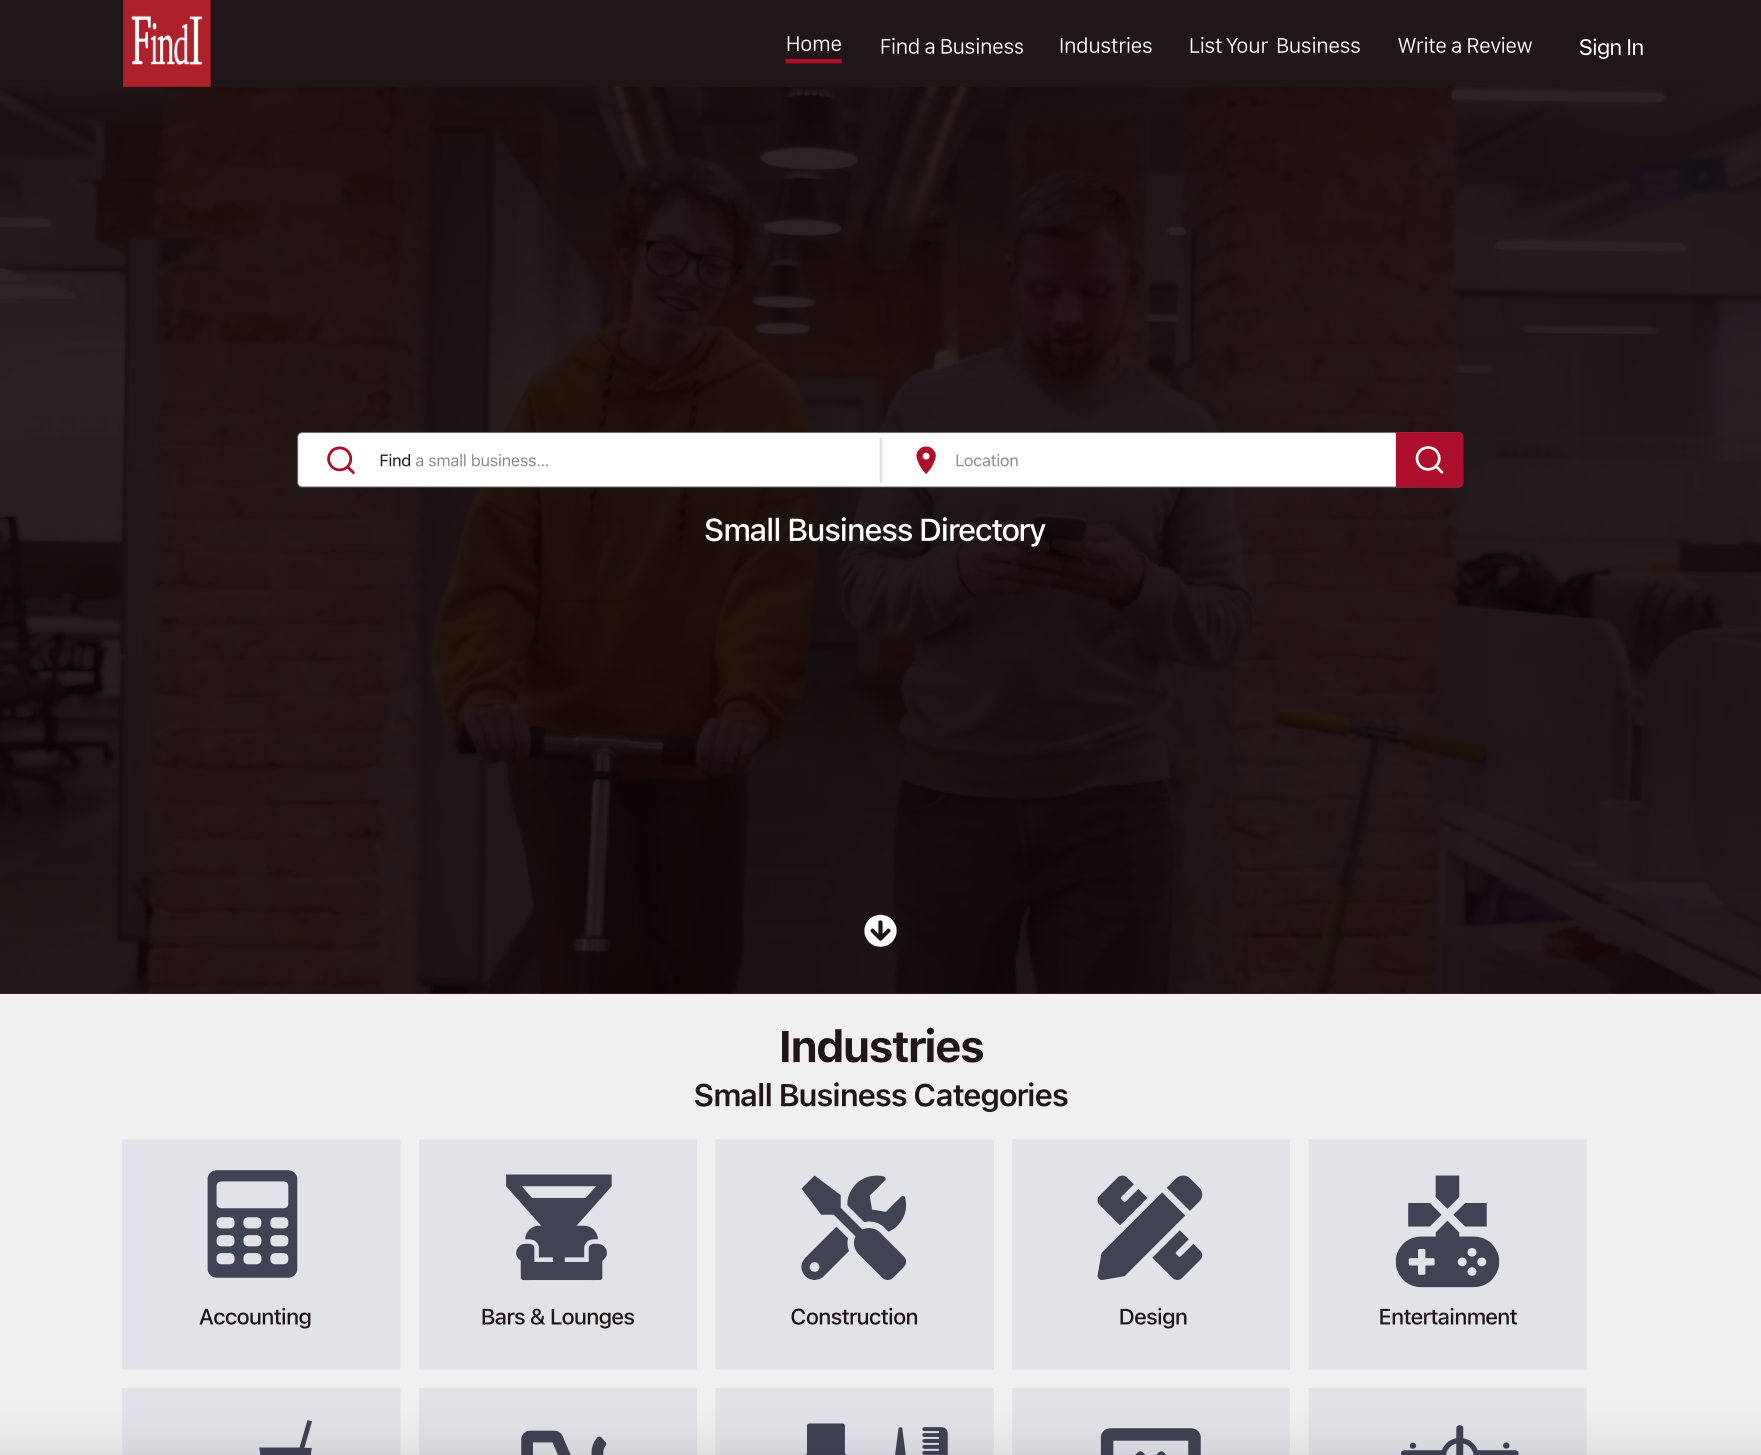 FindI
Home Find a Business Industries List Your Business Write a Review Sign In
Find a small business... Location
Small Business Directory
Industries
Small Business Categories
Accounting Bars & Lounges Construction Design Entertainment